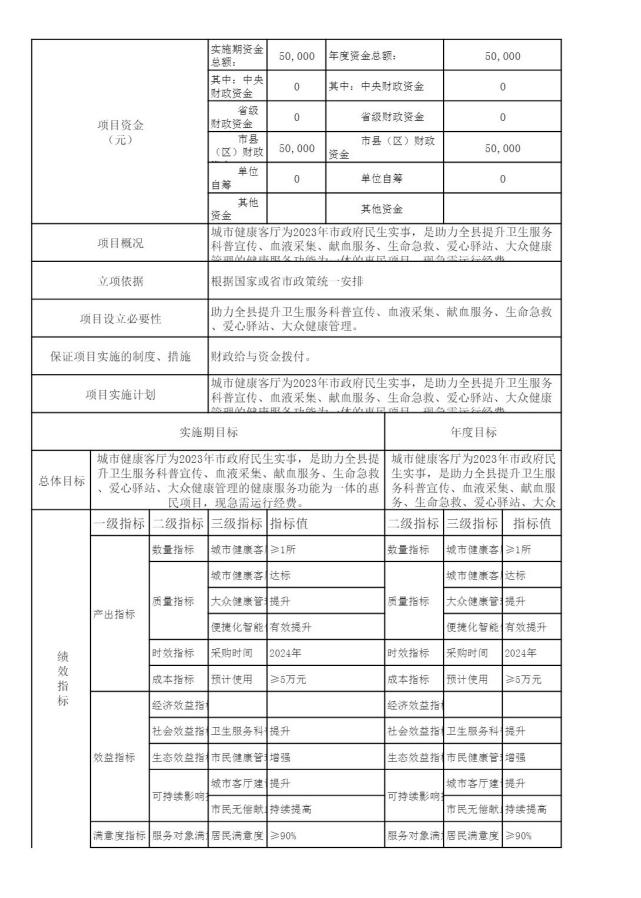 项目资金
（元）
实施期资金
总额：
50,000
年度资金总额：
50,000
其中：中央
财政资金
0
其中：中央财政资金
0
省级
财政资金
0
省级财政资金
0
市县
（区）财政
50,000
市县（区）财政
资金
50,000
单位
自筹
0
单位自筹
0
其他
资金
其他资金
项目概况
城市健康客厅为2023年市政府民生实事，是助力全县提升卫生服务
科普宣传、血液采集、献血服务、生命急救、爱心驿站、大众健康
管理的健康服务功能为一体的惠民项目，现急需运行经费
立项依据
根据国家或省市政策统一安排
项目设立必要性
助力全县提升卫生服务科普宣传、血液采集、献血服务、生命急救
、爱心驿站、大众健康管理。
保证项目实施的制度、措施
财政给与资金拨付。
项目实施计划
城市健康客厅为2023年市政府民生实事，是助力全县提升卫生服务
科普宣传、血液采集、献血服务、生命急救、爱心驿站、大众健康
管理的健康服务功能为一体的惠民项目，现急需运行经费
实施期目标
年度目标
总体目标
城市健康客厅为2023年市政府民生实事，是助力全县提
升卫生服务科普宣传、血液采集、献血服务、生命急救
、爱心驿站、大众健康管理的健康服务功能为一体的惠
民项目，现急需运行经费。
城市健康客厅为2023年市政府民
生实事，是助力全县提升卫生服
务科普宣传、血液采集、献血服
务、生命急救、爱心驿站、大众
绩效指标
一级指标 二级指标 三级指标 指标值 二级指标 三级指标 指标值
产出指标
数量指标 城市健康客 ≥1所 数量指标 城市健康客 ≥1所
质量指标
城市健康客 达标 质量指标 城市健康客 达标
大众健康管 提升 大众健康管 提升
便捷化智能 有效提升 便捷化智能 有效提升
时效指标 采购时间 2024年 时效指标 采购时间 2024年
成本指标 预计使用 ≥5万元 成本指标 预计使用 ≥5万元
效益指标
经济效益指 经济效益指
社会效益指 卫生服务科 提升 社会效益指 卫生服务科 提升
生态效益指 市民健康管 增强 生态效益指 市民健康管 增强
可持续影响
城市客厅建 提升 可持续影响 城市客厅建 提升
市民无偿献 持续提高 市民无偿献 持续提高
满意度指标 服务对象满 居民满意度 ≥90% 服务对象满 居民满意度 ≥90%